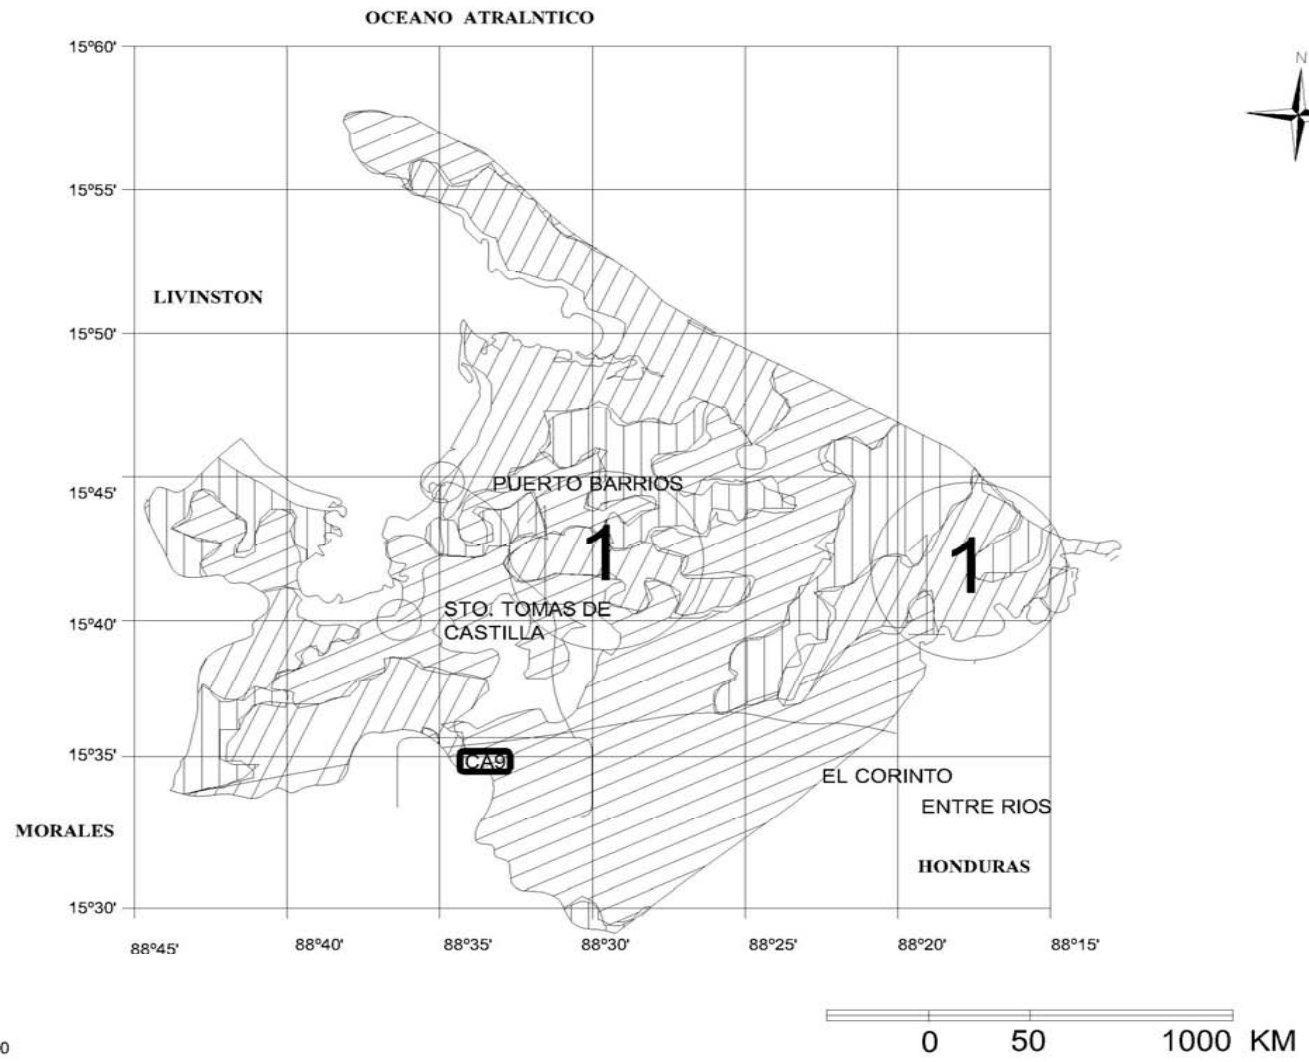 OCEANO ATRALNTICO
15º60'
N
15º55'
LIVINSTON
15º50'
15º45'
PUERTO BARRIOS
1
1
STO. TOMAS DE
CASTILLA
15º40'
15º35'
CA9
EL CORINTO
ENTRE RIOS
MORALES
HONDURAS
15º30'
88º45'
88º40'
88º35'
88º30'
88º25'
88º20'
88º15'
0 50 1000 KM
0